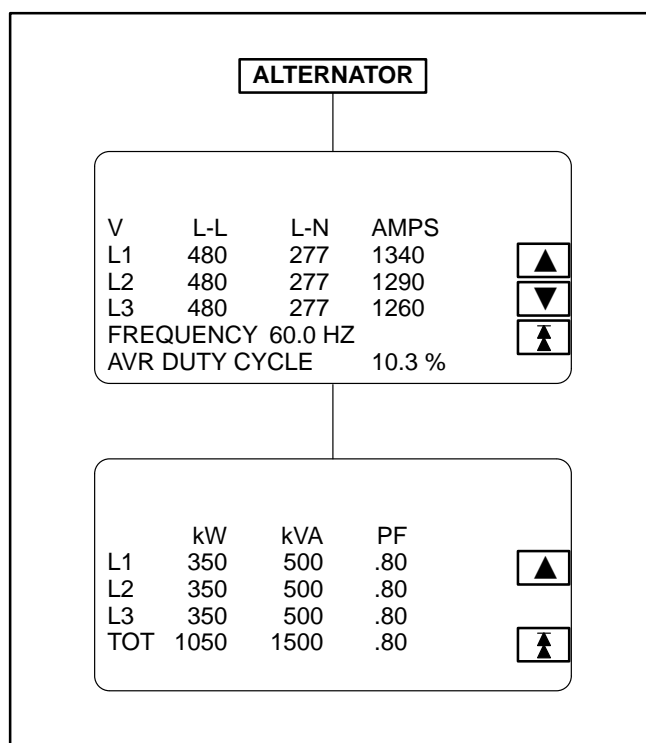 ALTERNATOR
V L-L L-N AMPS
L1 480 277 1340
L2 480 277 1290
L3 480 277 1260
FREQUENCY 60.0 HZ
AVR DUTY CYCLE 10.3 %
kW kVA PF
L1 350 500 .80
L2 350 500 .80
L3 350 500 .80
TOT 1050 1500 .80